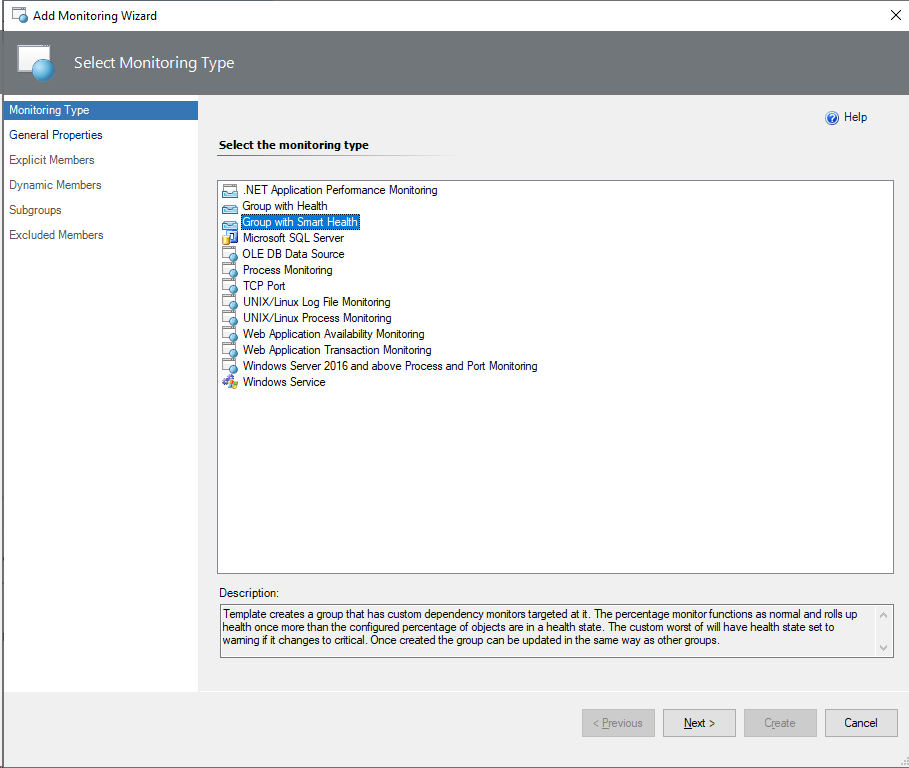 Add Monitoring Wizard
Select Monitoring Type
Monitoring Type
General Properties
Explicit Members
Dynamic Members
Subgroups
Excluded Members
Help
Select the monitoring type
.NET Application Performance Monitoring
Group with Health
Group with Smart Health
Microsoft SQL Server
OLE DB Data Source
Process Monitoring
TCP Port
UNIX/Linux Log File Monitoring
UNIX/Linux Process Monitoring
Web Application Availability Monitoring
Web Application Transaction Monitoring
Windows Server 2016 and above Process and Port Monitoring
Windows Service
Description:
Template creates a group that has custom dependency monitors targeted at it. The percentage monitor functions as normal and rolls up
health once more than the configured percentage of objects are in a health state. The custom worst of will have health state set to
warning if it changes to critical. Once created the group can be updated in the same way as other groups.
< Previous
Next >
Create
Cancel